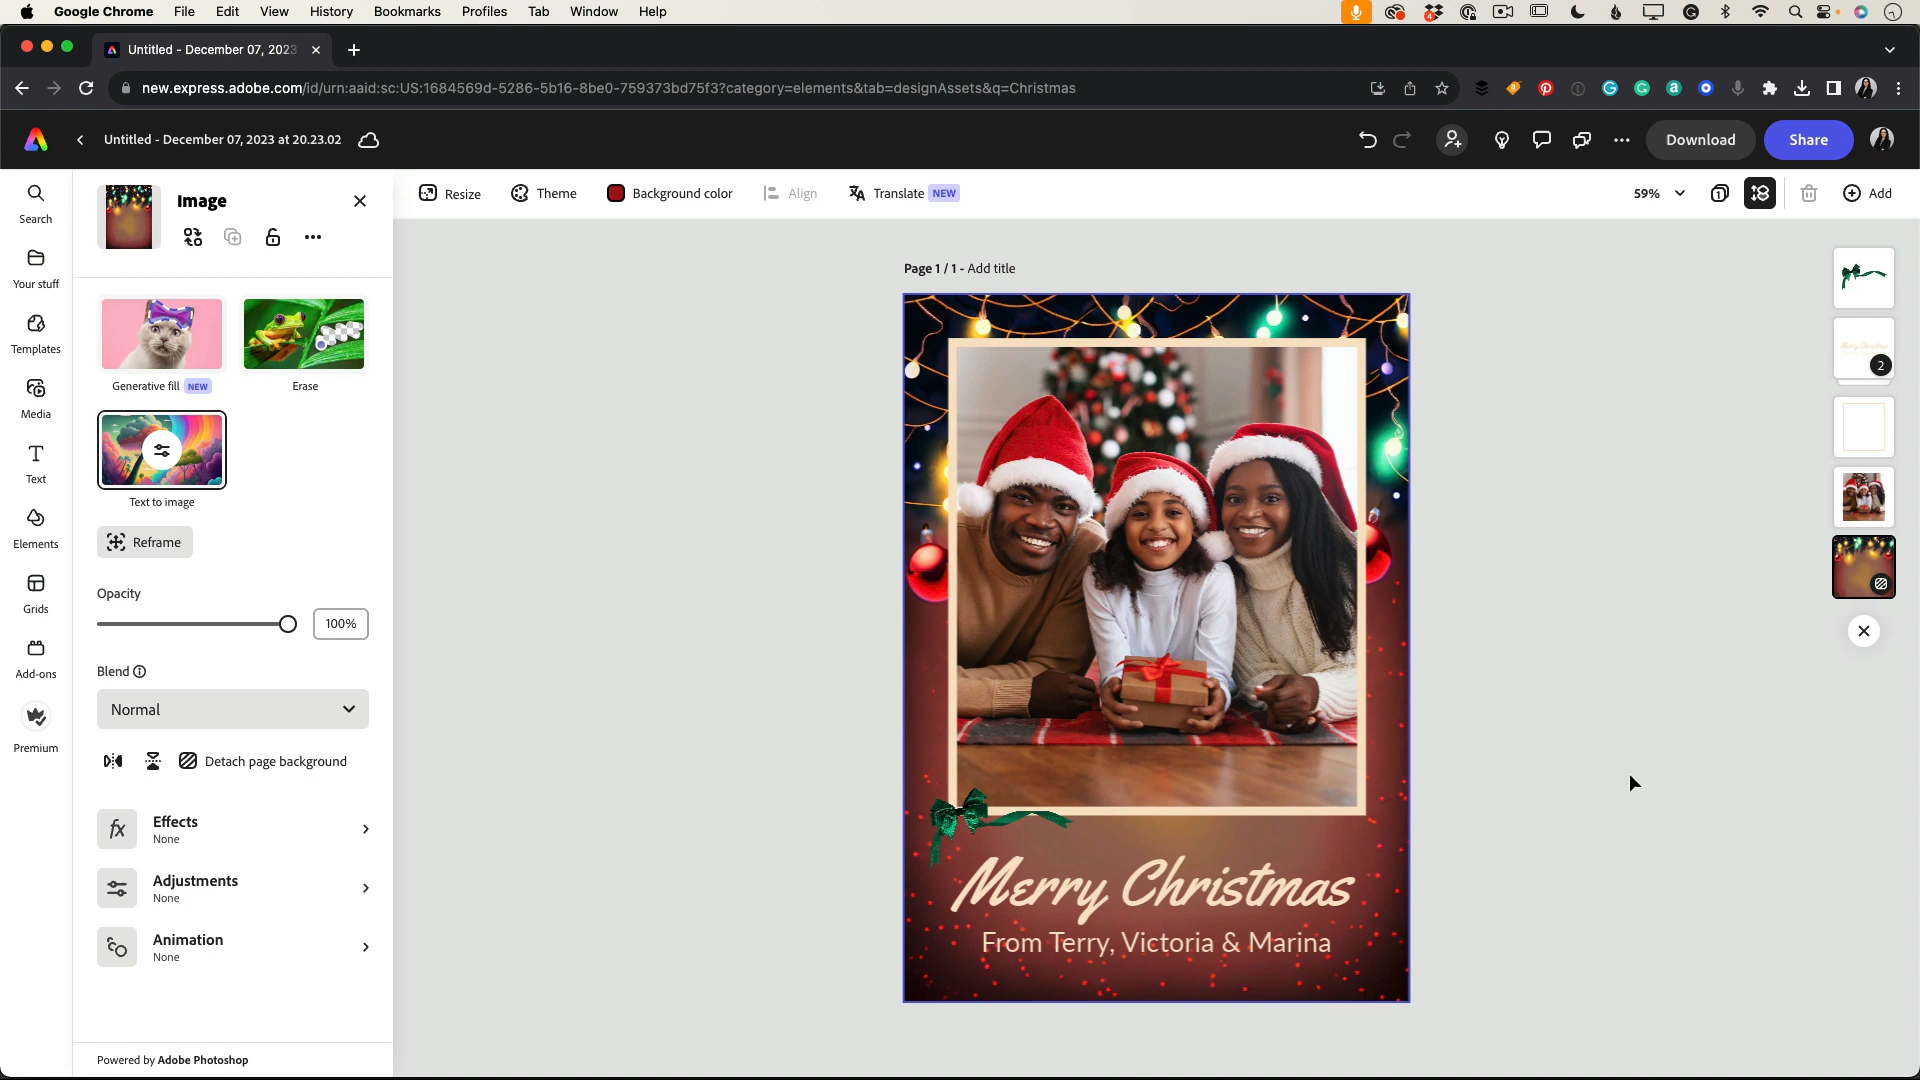 Google Chrome File Edit View History Bookmarks Profiles Tab Window Help
Untitled - December 07, 2023
new.express.adobe.com/id/urn:aaid:sc:US:1684569d-5286-5b16-8be0-759373bd75f3?category=elements&tab=designAssets&q=Christmas
Untitled - December 07, 2023 at 20.23.02
Download
Share
Search
Your stuff
Templates
Media
Text
Elements
Grids
Add-ons
Premium
Image
Generative fill NEW
Erase
Text to image
Reframe
Opacity
100%
Blend
Normal
Detach page background
fx
Effects
None
Adjustments
None
Animation
None
Powered by Adobe Photoshop
Resize
Theme
Background color
Align
Translate NEW
59%
Add
Page 1 / 1 - Add title
Merry Christmas
From Terry, Victoria & Marina
Merry Christmas
2